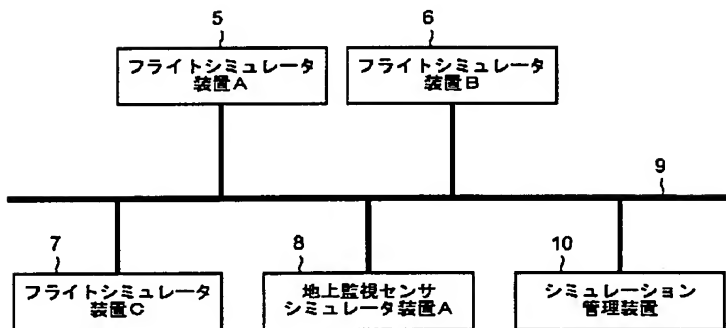 5
フライトシミュレータ
装置A
6
フライトシミュレータ
装置B
9
7
フライトシミュレータ
装置C
8
地上監視センサ
シミュレータ装置A
10
シミュレーション
管理装置